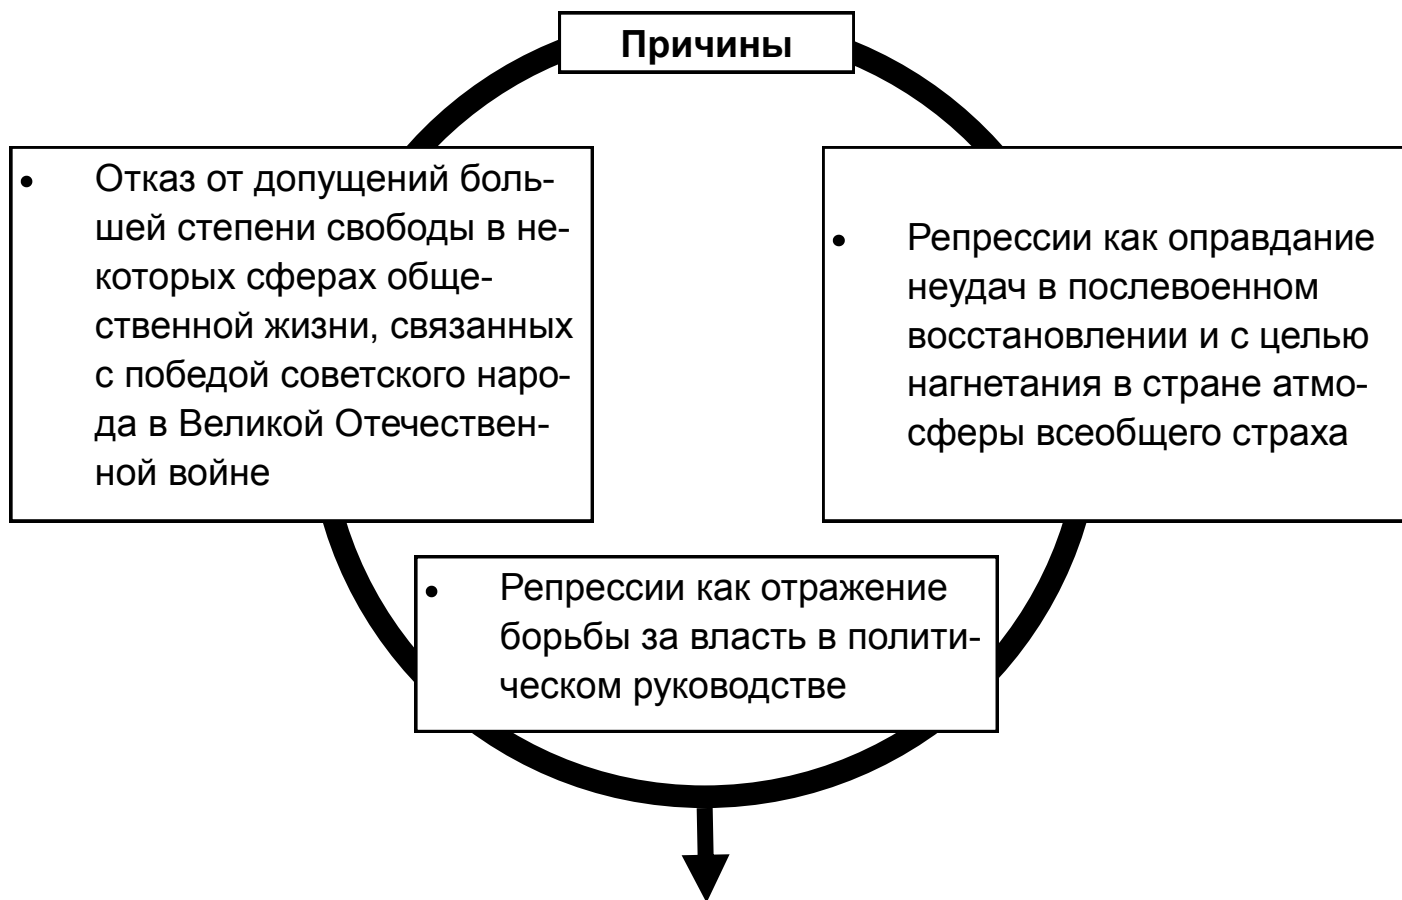 Причины
• Отказ от допущений боль-
шей степени свободы в не-
которых сферах обще-
ственной жизни, связанных
с победой советского наро-
да в Великой Отечествен-
ной войне
• Репрессии как оправдание
неудач в послевоенном
восстановлении и с целью
нагнетания в стране атмо-
сферы всеобщего страха
• Репрессии как отражение
борьбы за власть в полити-
ческом руководстве